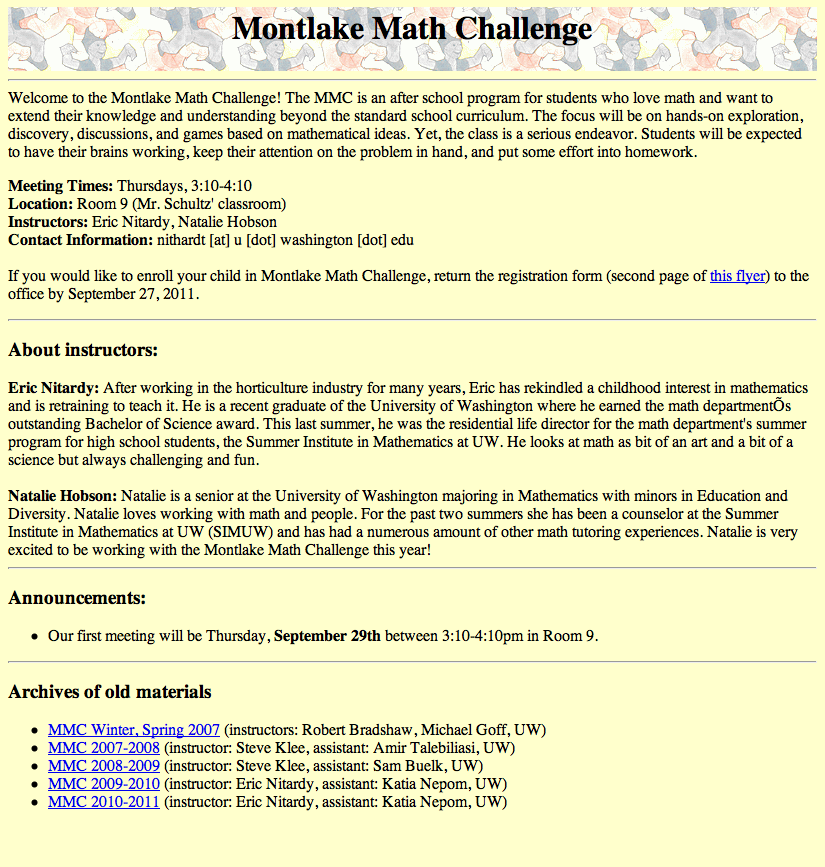 Montlake Math Challenge
Welcome to the Montlake Math Challenge! The MMC is an after school program for students who love math and want to
extend their knowledge and understanding beyond the standard school curriculum. The focus will be on hands-on exploration,
discovery, discussions, and games based on mathematical ideas. Yet, the class is a serious endeavor. Students will be expected
to have their brains working, keep their attention on the problem in hand, and put some effort into homework.
Meeting Times: Thursdays, 3:10-4:10
Location: Room 9 (Mr. Schultz' classroom)
Instructors: Eric Nitardy, Natalie Hobson
Contact Information: nithardt [at] u [dot] washington [dot] edu
If you would like to enroll your child in Montlake Math Challenge, return the registration form (second page of this flyer) to the
office by September 27, 2011.
About instructors:
Eric Nitardy: After working in the horticulture industry for many years, Eric has rekindled a childhood interest in mathematics
and is retraining to teach it. He is a recent graduate of the University of Washington where he earned the math departmentÕs
outstanding Bachelor of Science award. This last summer, he was the residential life director for the math department's summer
program for high school students, the Summer Institute in Mathematics at UW. He looks at math as bit of an art and a bit of a
science but always challenging and fun.
Natalie Hobson: Natalie is a senior at the University of Washington majoring in Mathematics with minors in Education and
Diversity. Natalie loves working with math and people. For the past two summers she has been a counselor at the Summer
Institute in Mathematics at UW (SIMUW) and has had a numerous amount of other math tutoring experiences. Natalie is very
excited to be working with the Montlake Math Challenge this year!
Announcements:
• Our first meeting will be Thursday, September 29th between 3:10-4:10pm in Room 9.
Archives of old materials
• MMC Winter, Spring 2007 (instructors: Robert Bradshaw, Michael Goff, UW)
• MMC 2007-2008 (instructor: Steve Klee, assistant: Amir Talebiliasi, UW)
• MMC 2008-2009 (instructor: Steve Klee, assistant: Sam Buelk, UW)
• MMC 2009-2010 (instructor: Eric Nitardy, assistant: Katia Nepom, UW)
• MMC 2010-2011 (instructor: Eric Nitardy, assistant: Katia Nepom, UW)